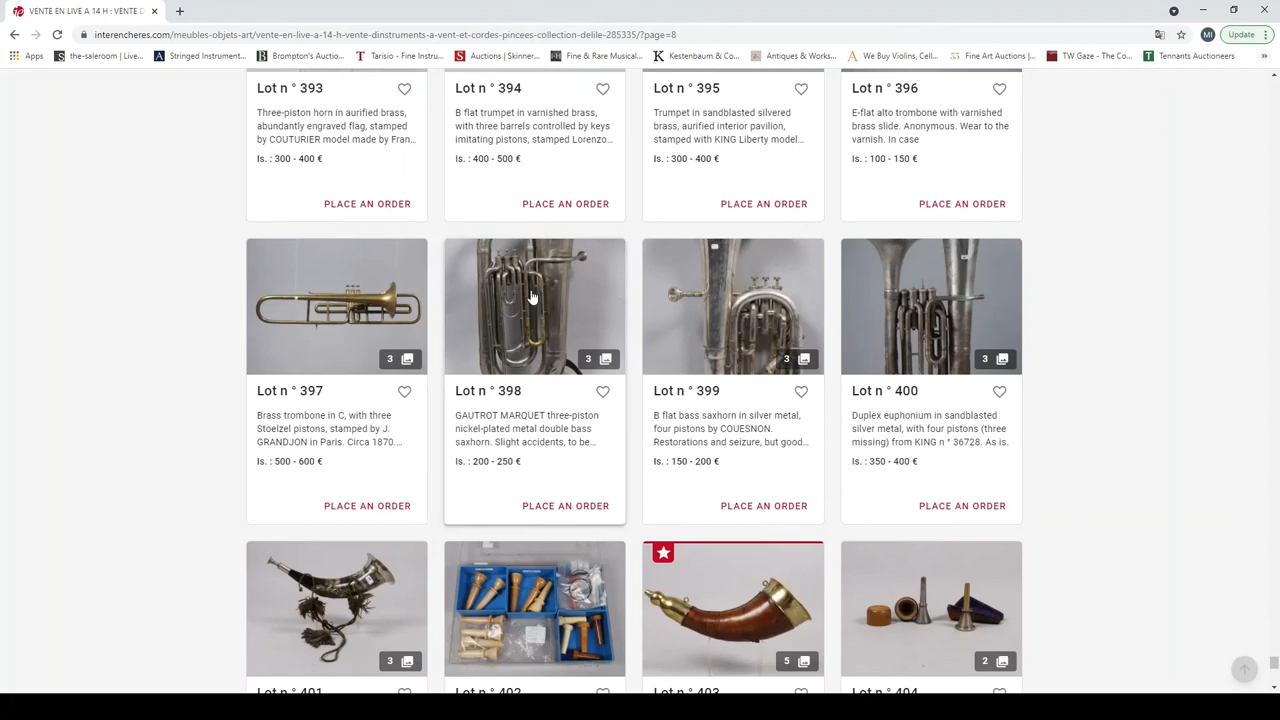 VENTE EN LIVE A 14 H : VENTE D
interencheres.com/meubles-objets-art/vente-en-live-a-14-h-vente-dinstruments-a-vent-et-cordes-pincees-collection-delile-285335/?page=8
MI
Update
Apps
the-saleroom | Live...
Stringed Instrument...
Brompton's Auction...
Tarisio - Fine Instru...
Auctions | Skinner...
Fine & Rare Musical...
Kestenbaum & Co...
Antiques & Works...
We Buy Violins, Cell...
Fine Art Auctions |...
TW Gaze - The Co...
Tennants Auctioneers
»
Lot n ° 393
Three-piston horn in aurified brass,
abundantly engraved flag, stamped
by COUTURIER model made by Fran...
Is. : 300 - 400 €
PLACE AN ORDER
Lot n ° 394
B flat trumpet in varnished brass,
with three barrels controlled by keys
imitating pistons, stamped Lorenzo...
Is. : 400 - 500 €
PLACE AN ORDER
Lot n ° 395
Trumpet in sandblasted silvered
brass, aurified interior pavilion,
stamped with KING Liberty model...
Is. : 300 - 400 €
PLACE AN ORDER
Lot n ° 396
E-flat alto trombone with varnished
brass slide. Anonymous. Wear to the
varnish. In case
Is. : 100 - 150 €
PLACE AN ORDER
3
Lot n ° 397
Brass trombone in C, with three
Stoelzel pistons, stamped by J.
GRANDJON in Paris. Circa 1870....
Is. : 500 - 600 €
PLACE AN ORDER
3
Lot n ° 398
GAUTROT MARQUET three-piston
nickel-plated metal double bass
saxhorn. Slight accidents, to be...
Is. : 200 - 250 €
PLACE AN ORDER
3
Lot n ° 399
B flat bass saxhorn in silver metal,
four pistons by COUESNON.
Restorations and seizure, but good...
Is. : 150 - 200 €
PLACE AN ORDER
3
Lot n ° 400
Duplex euphonium in sandblasted
silver metal, with four pistons (three
missing) from KING n ° 36728. As is.
Is. : 350 - 400 €
PLACE AN ORDER
3
Lot n ° 401
Lot n ° 402
5
Lot n ° 403
2
Lot n ° 404